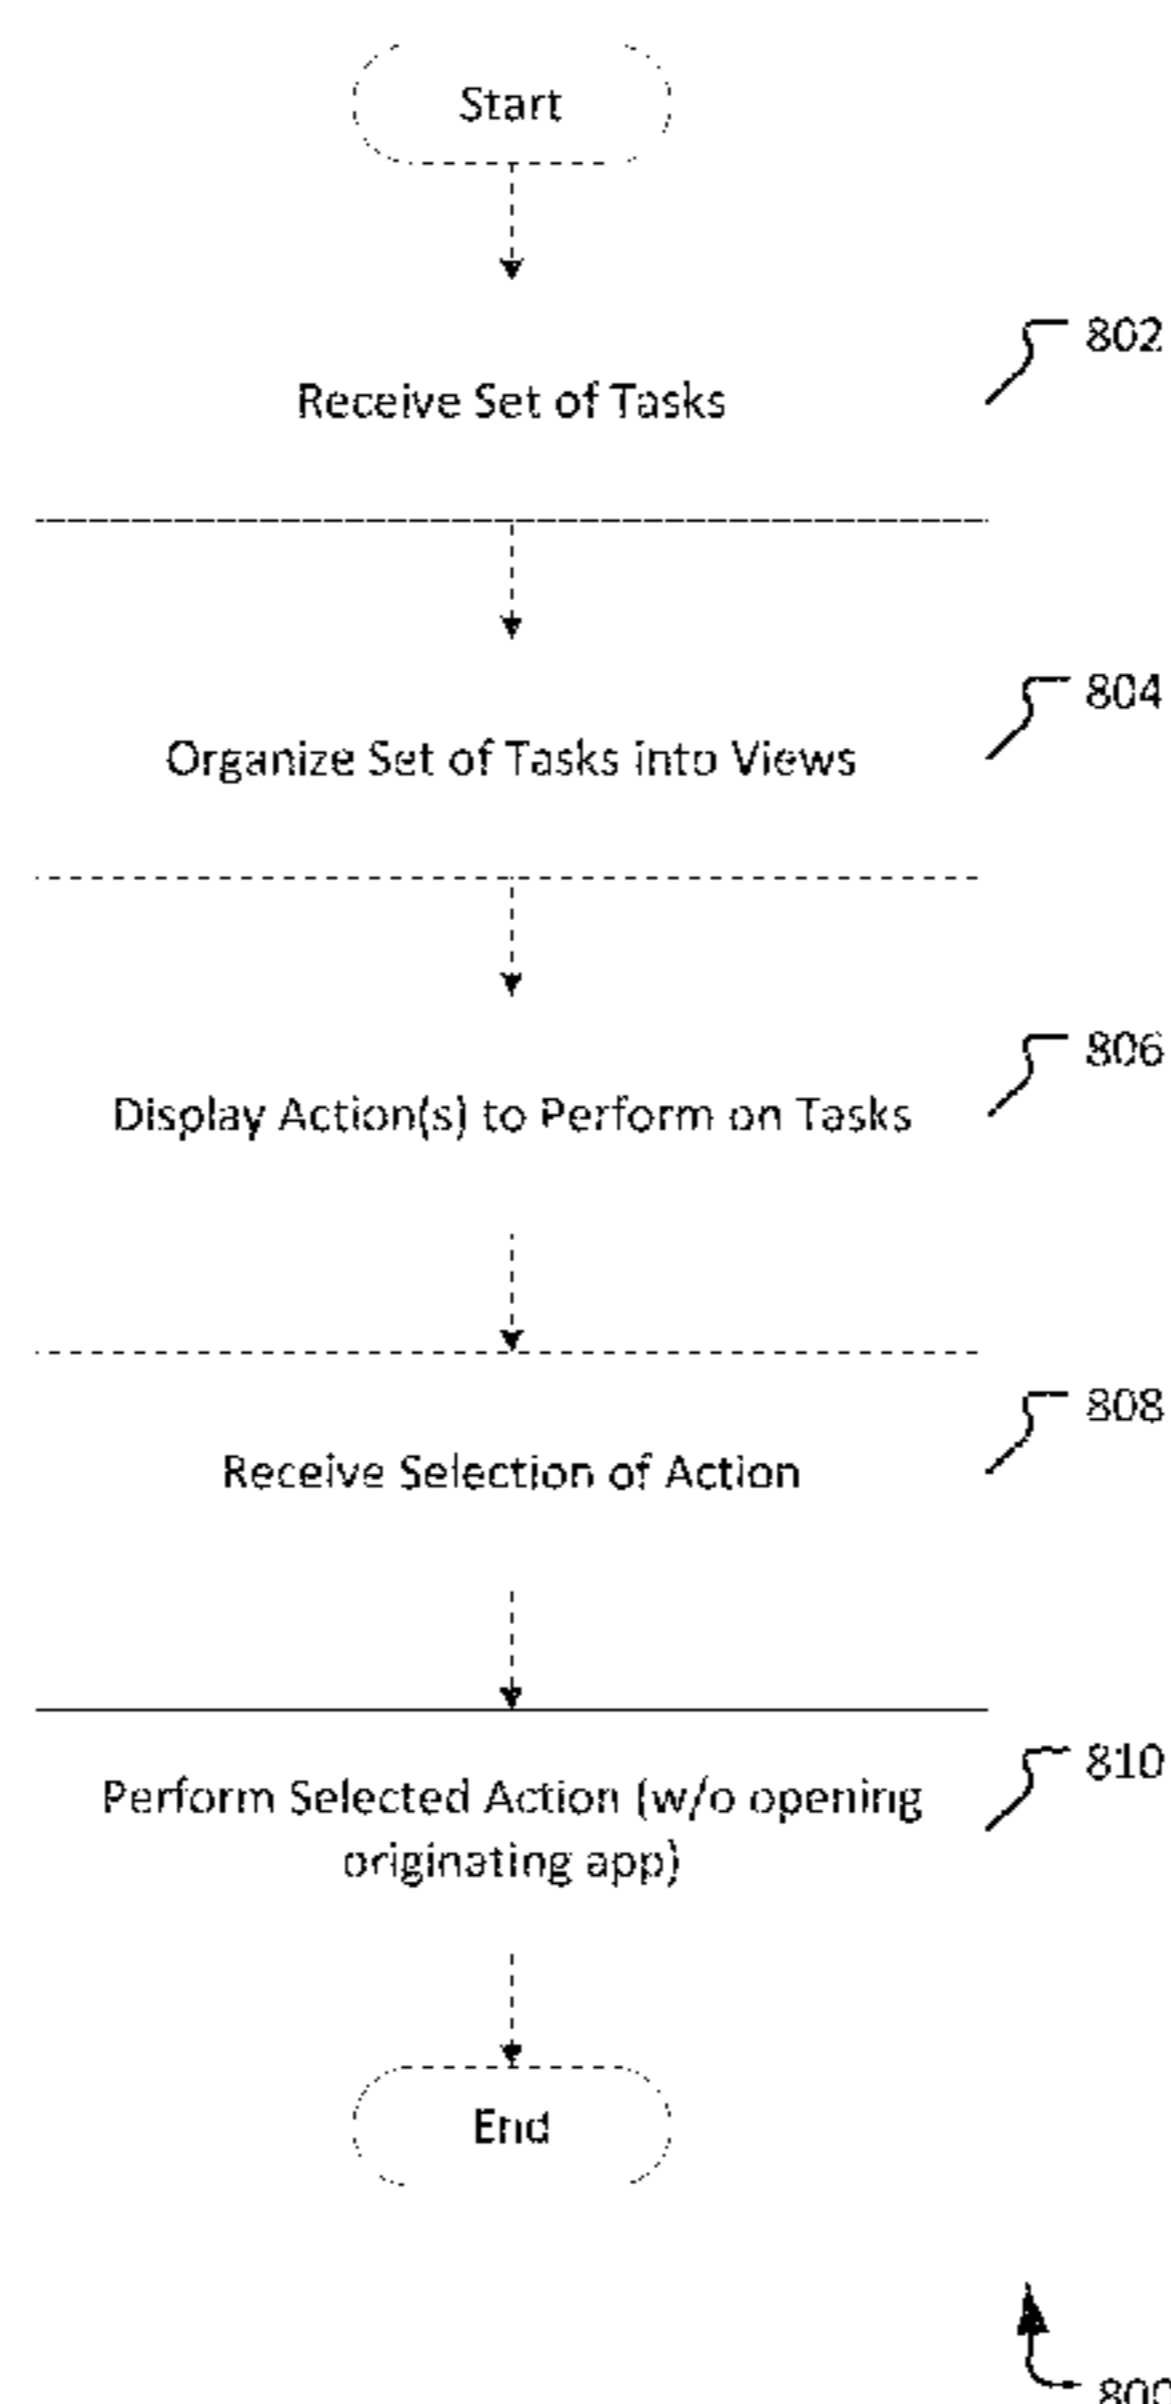 Start
802
Receive Set of Tasks
804
Organize Set of Tasks into Views
806
Display Action(s) to Perform on Tasks
808
Receive Selection of Action
810
Perform Selected Action (w/o opening
originating app)
End
800